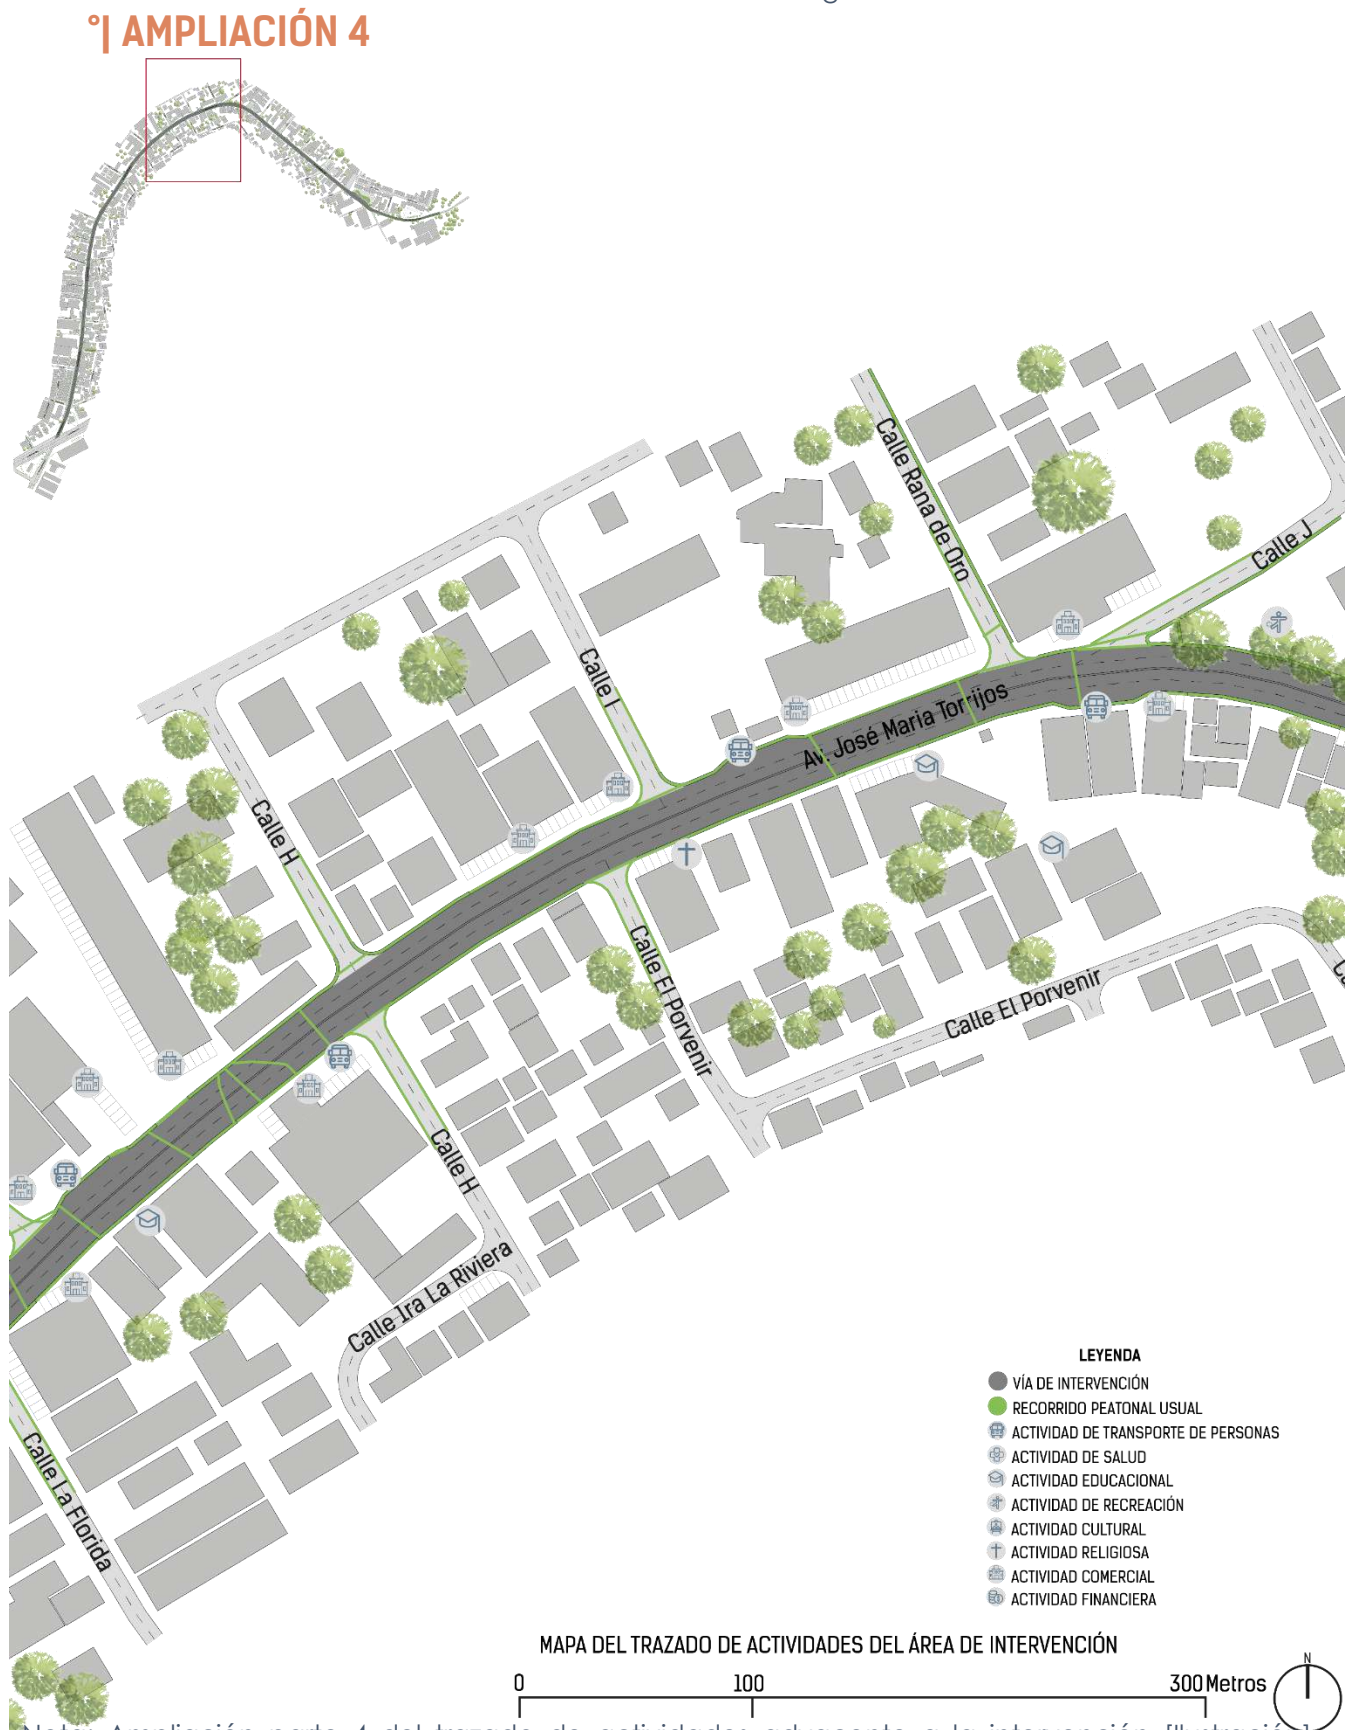 °| AMPLIACIÓN 4
Calle Rana de Oro
Calle J
Calle I
Av. José María Torrijos
Calle H
Calle El Porvenir
Calle El Porvenir
Calle H
Calle Ira La Riviera
Calle La Florida
LEYENDA
VÍA DE INTERVENCIÓN
RECORRIDO PEATONAL USUAL
ACTIVIDAD DE TRANSPORTE DE PERSONAS
ACTIVIDAD DE SALUD
ACTIVIDAD EDUCACIONAL
ACTIVIDAD DE RECREACIÓN
ACTIVIDAD CULTURAL
ACTIVIDAD RELIGIOSA
ACTIVIDAD COMERCIAL
ACTIVIDAD FINANCIERA
MAPA DEL TRAZADO DE ACTIVIDADES DEL ÁREA DE INTERVENCIÓN
0 100 300 Metros
N